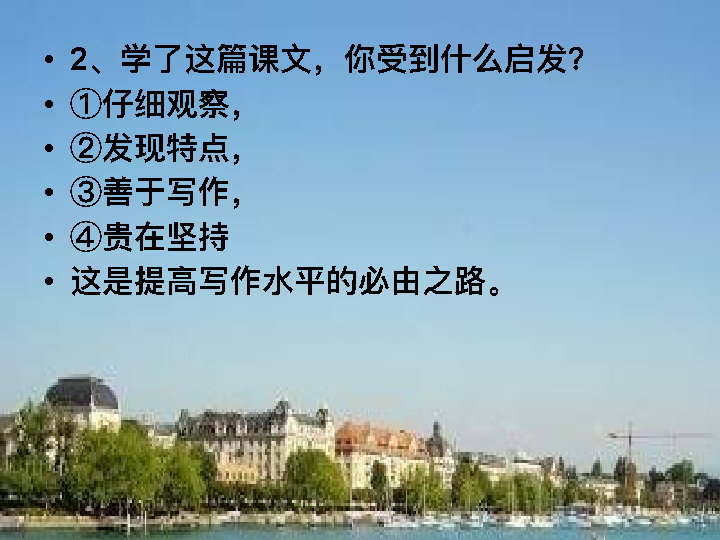 • 2、学了这篇课文，你受到什么启发？
• ①仔细观察，
• ②发现特点，
• ③善于写作，
• ④贵在坚持
• 这是提高写作水平的必由之路。